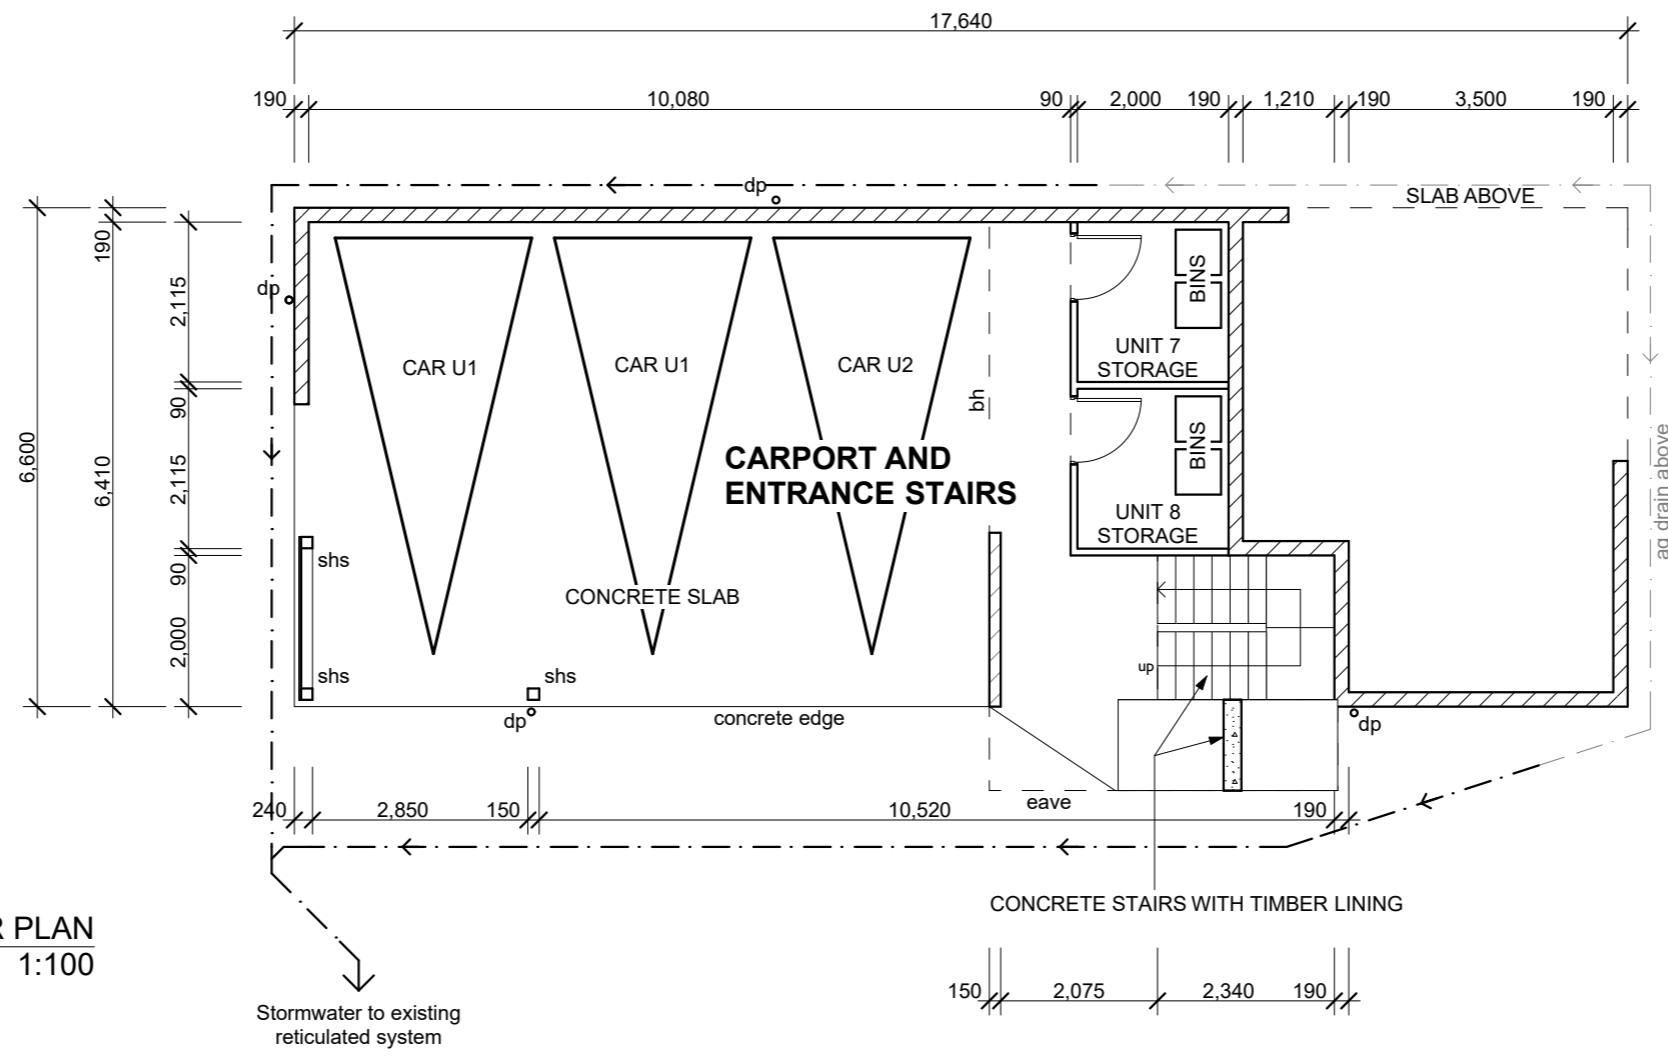 17,640
190 10,080 90 2,000 190 1,210 190 3,500 190
dp
SLAB ABOVE
190
dp
2,115
BINS
CAR U1 CAR U1 CAR U2
UNIT 7
STORAGE
90
bh
6,600
6,410
2,115
CARPORT AND
ENTRANCE STAIRS
BINS
ag drain above
UNIT 8
STORAGE
90
shs
CONCRETE SLAB
2,000
shs shs
up
dp concrete edge dp
240 2,850 150 10,520 190
eave
CONCRETE STAIRS WITH TIMBER LINING
R PLAN
1:100
150 2,075 2,340 190
Stormwater to existing
reticulated system